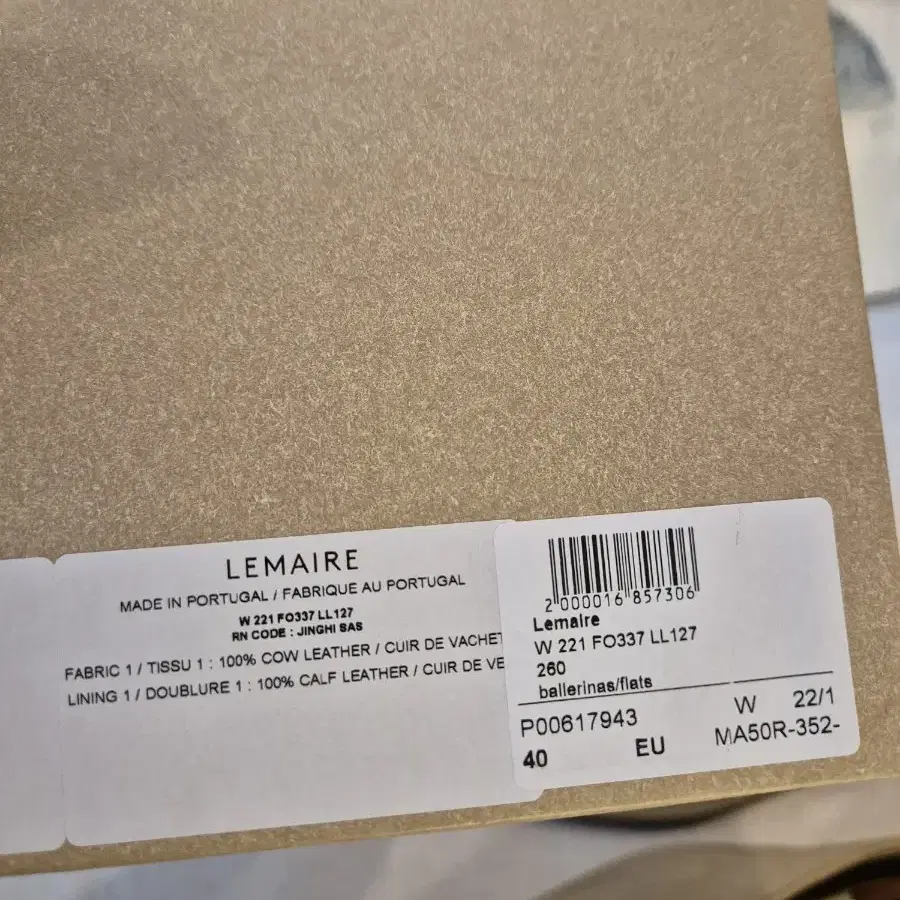 LEMAIRE
MADE IN PORTUGAL / FABRIQUE AU PORTUGAL
W 221 FO337 LL127
RN CODE : JINGHI SAS
FABRIC 1 / TISSU 1 : 100% COW LEATHER / CUIR DE VACHET
LINING 1 / DOUBLURE 1 : 100% CALF LEATHER / CUIR DE VE
2 000016 857306
Lemaire
W 221 FO337 LL127
260
ballerinas/flats
P00617943 W 22/1
40 EU MA50R-352-